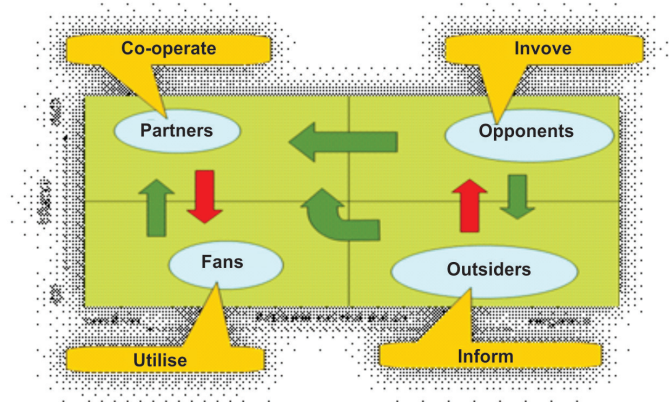 Co-operate
Invove
Partners
Opponents
Fans
Outsiders
Utilise
Inform